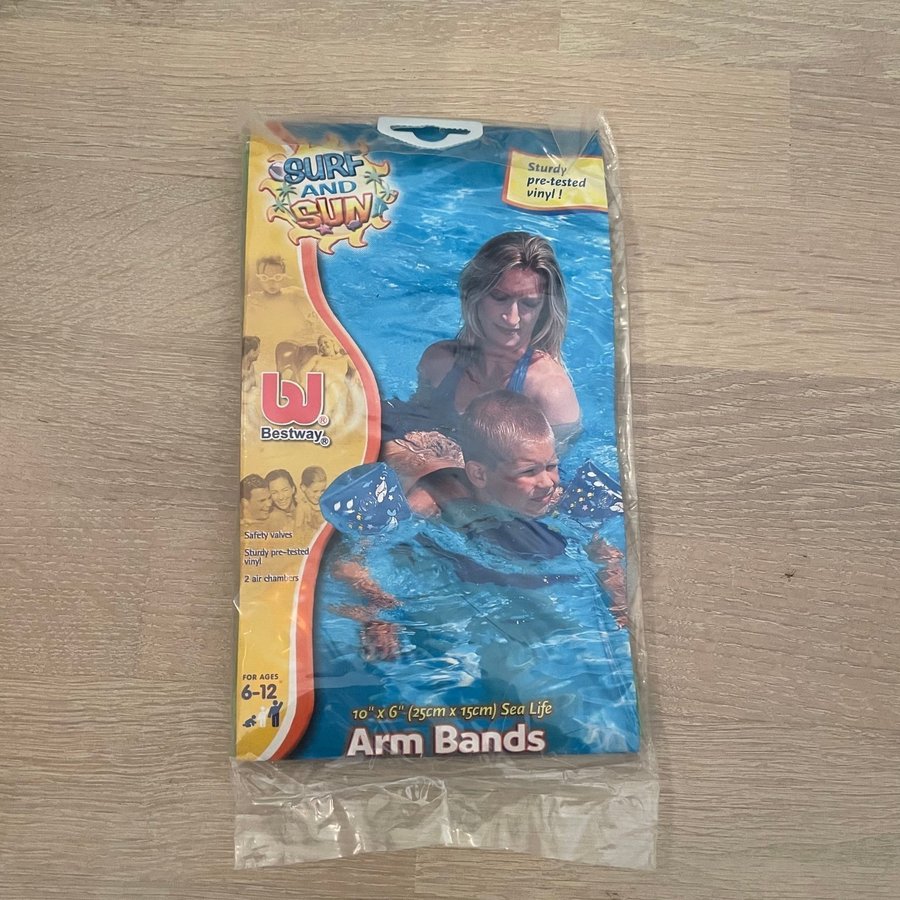 SURF
AND
SUN
Sturdy
pre-tested
vinyl !
Bestway®
Safety valves
Sturdy pre-tested
vinyl
2 air chambers
FOR AGES
6-12
10" x 6" (25cm x 15cm) Sea Life
Arm Bands